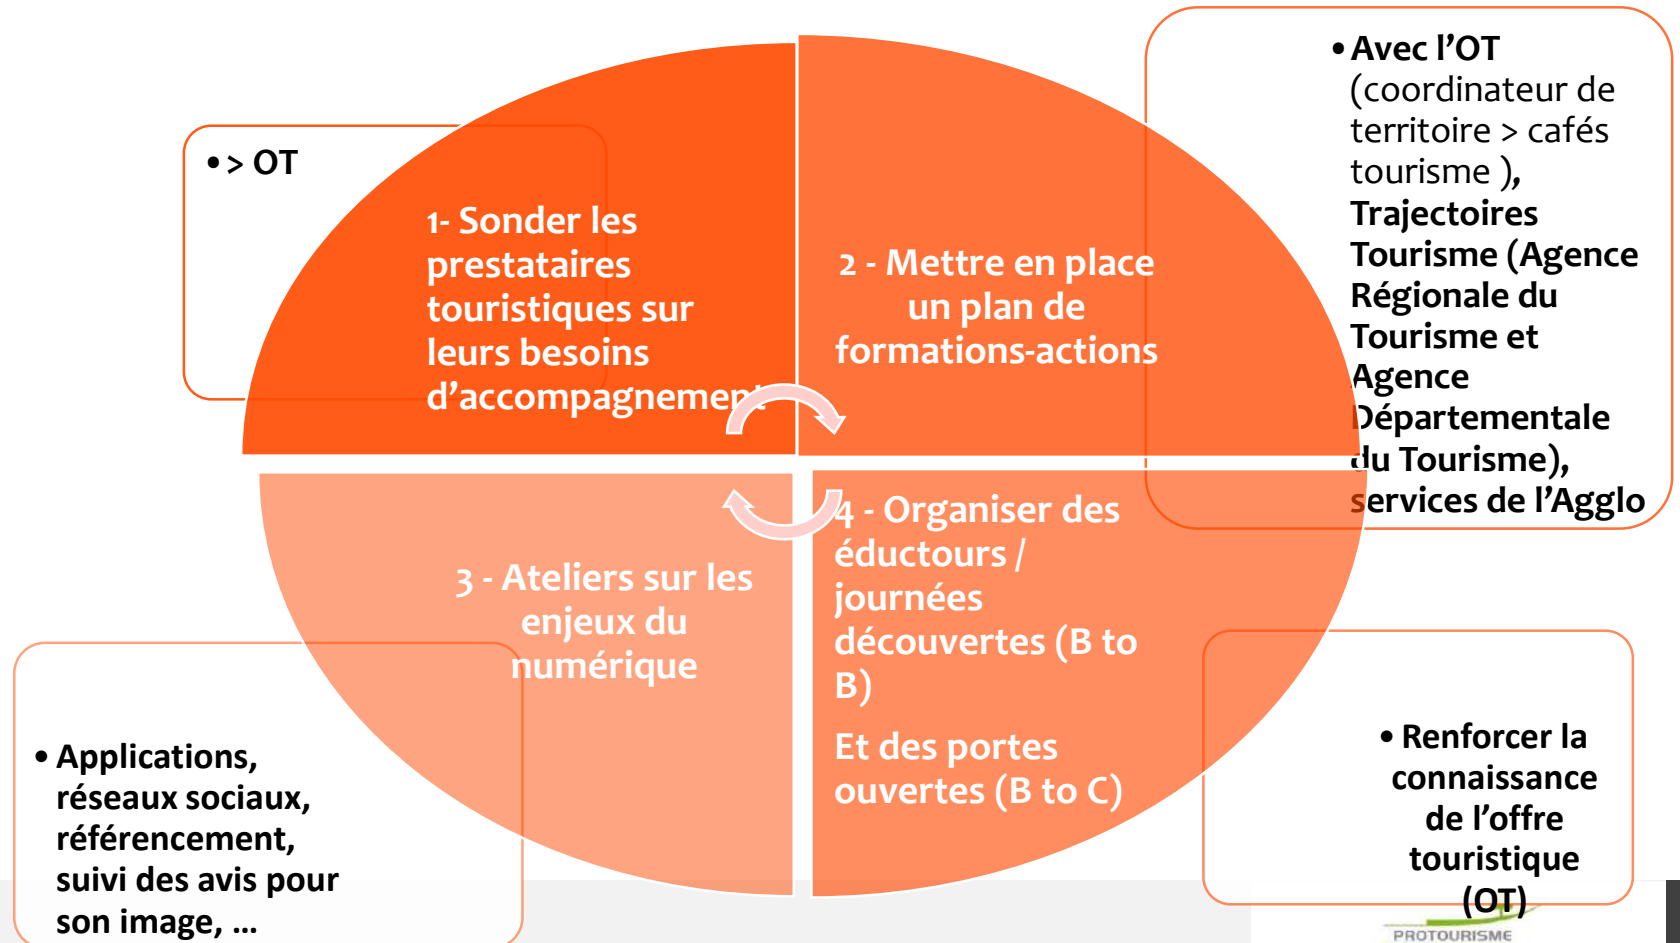 • > OT
1- Sonder les
prestataires
touristiques sur
leurs besoins
d’accompagnement
2 - Mettre en place
un plan de
formations-actions
• Avec l’OT
(coordinateur de
territoire > cafés
tourisme ),
Trajectoires
Tourisme (Agence
Régionale du
Tourisme et
Agence
Départementale
du Tourisme),
services de l’Agglo
3 - Ateliers sur les
enjeux du
numérique
• Applications,
réseaux sociaux,
référencement,
suivi des avis pour
son image, ...
4 - Organiser des
éductours /
journées
découvertes (B to
B)
Et des portes
ouvertes (B to C)
• Renforcer la
connaissance
de l’offre
touristique
(OT)
PROTOURISME